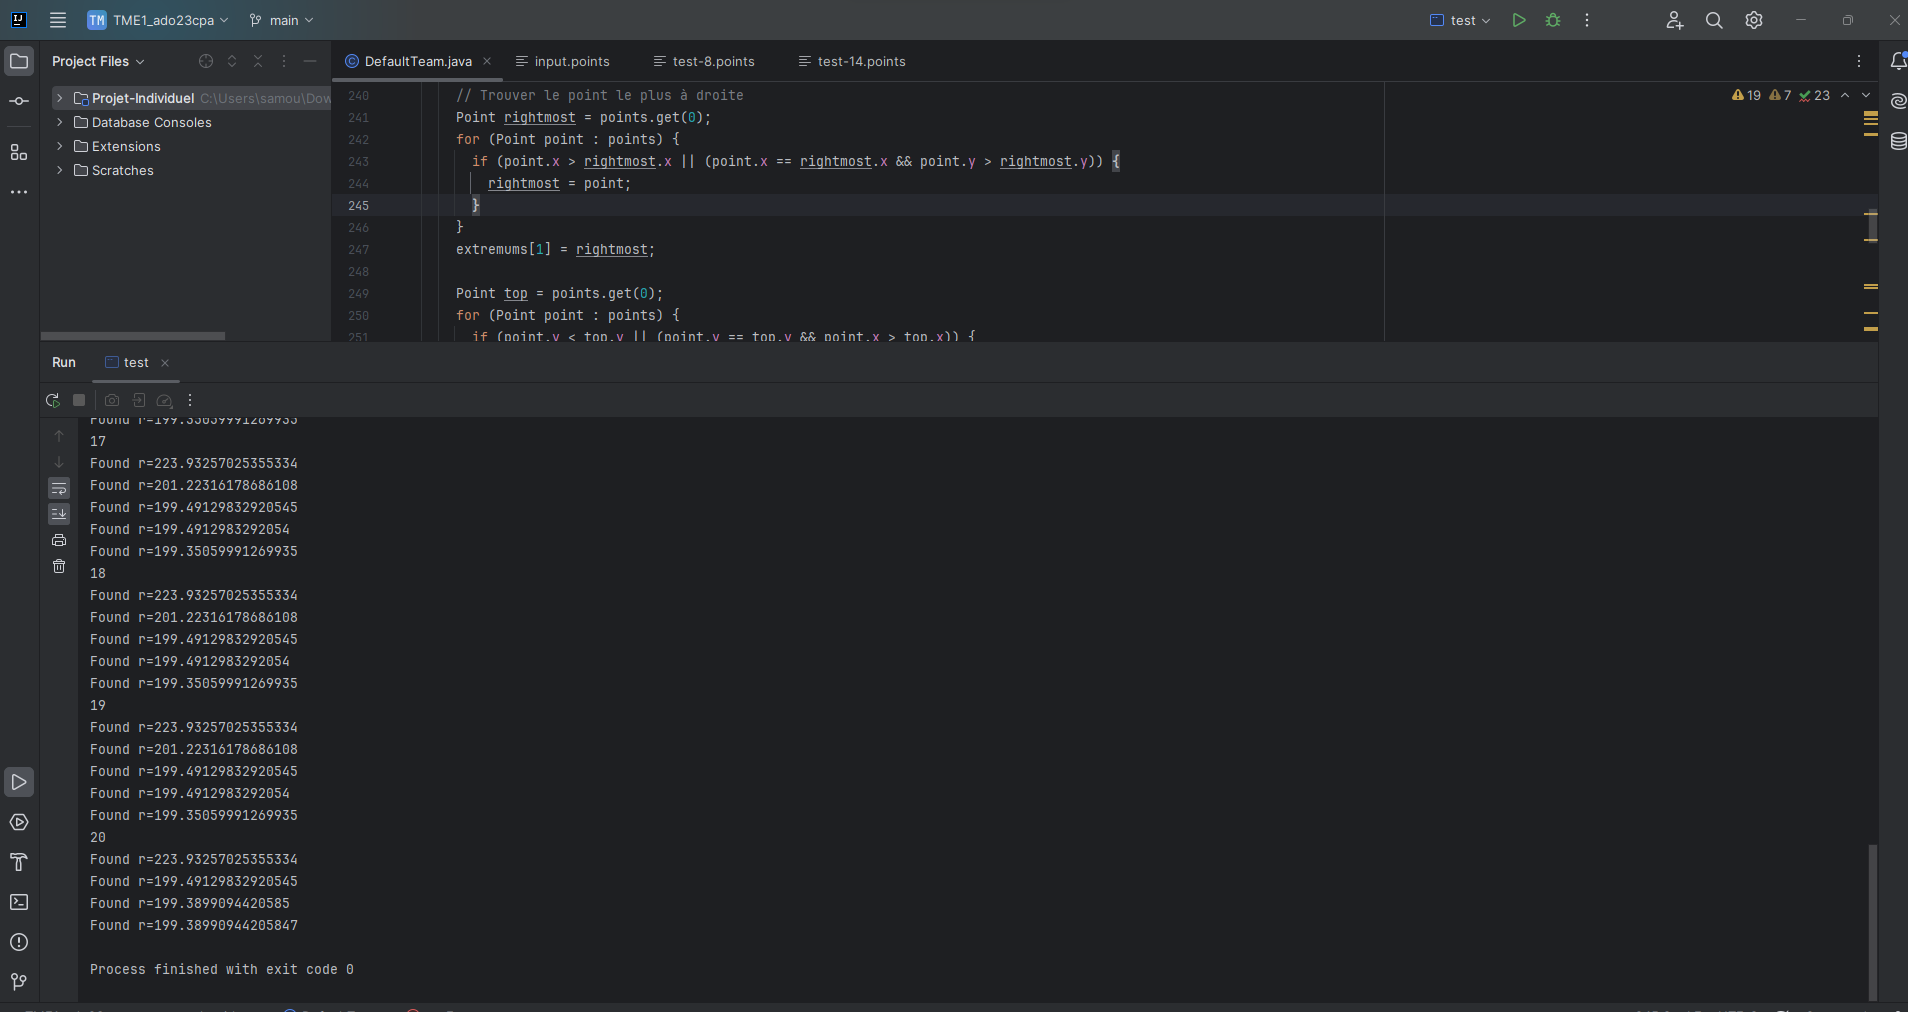 TM TME1_ado23cpa main test
Project Files
DefaultTeam.java input.points test-8.points test-14.points
Projet-Individuel C:\Users\samou\Dow
Database Consoles
Extensions
Scratches
19 7 23
240 // Trouver le point le plus à droite
241 Point rightmost = points.get(0);
242 for (Point point : points) {
243 if (point.x > rightmost.x || (point.x == rightmost.x && point.y > rightmost.y)) {
244 rightmost = point;
245 }
246 }
247 extremums[1] = rightmost;
248
249 Point top = points.get(0);
250 for (Point point : points) {
251 if (point.y < top.y || (point.y == top.y && point.x > top.x)) {
Run test
Found r=199.35059991269935
17
Found r=223.93257025355334
Found r=201.22316178686108
Found r=199.49129832920545
Found r=199.4912983292054
Found r=199.35059991269935
18
Found r=223.93257025355334
Found r=201.22316178686108
Found r=199.49129832920545
Found r=199.4912983292054
Found r=199.35059991269935
19
Found r=223.93257025355334
Found r=201.22316178686108
Found r=199.49129832920545
Found r=199.4912983292054
Found r=199.35059991269935
20
Found r=223.93257025355334
Found r=199.49129832920545
Found r=199.3899094420585
Found r=199.38990944205847
Process finished with exit code 0